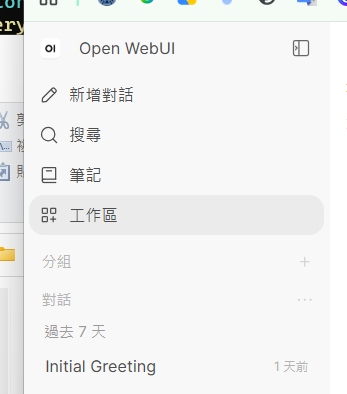 OI Open WebUI
新增對話
搜尋
筆記
工作區
分組
對話
過去 7 天
Initial Greeting 1 天前